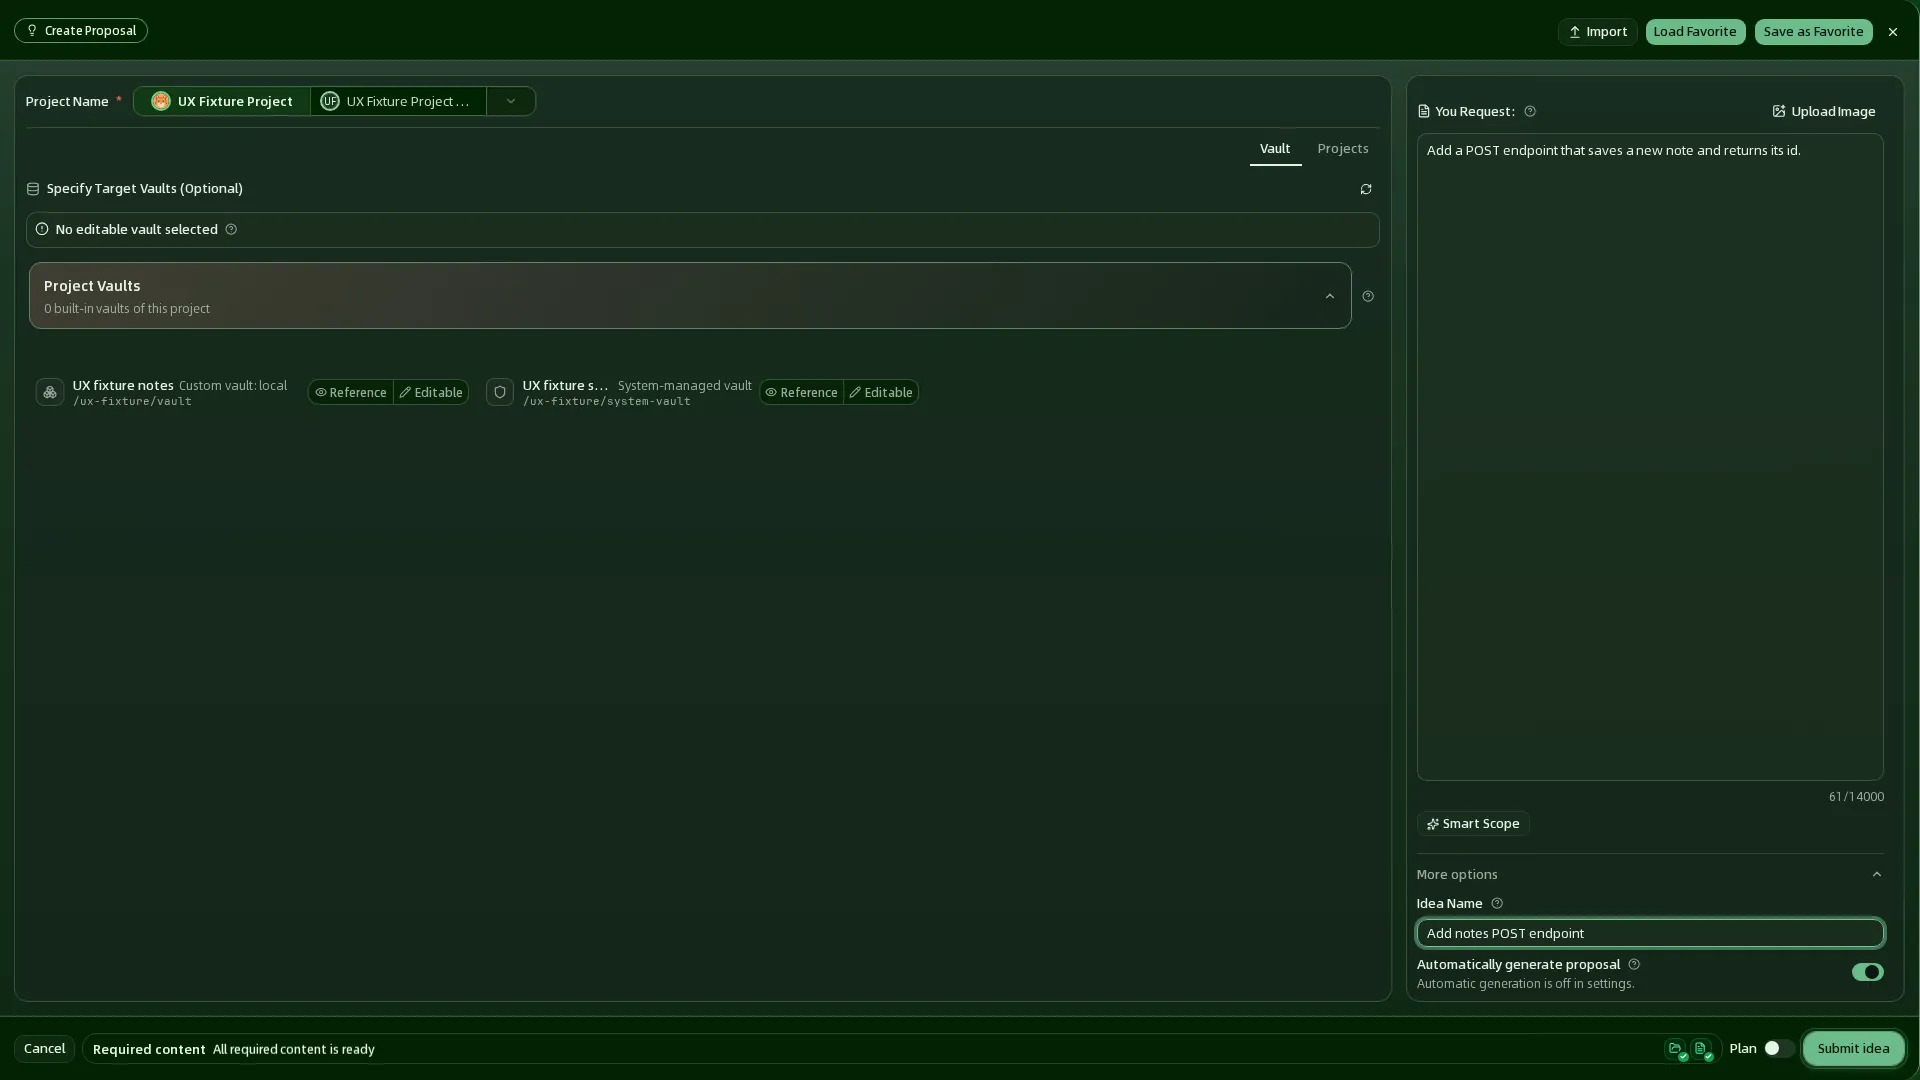 Create Proposal
Import
Load Favorite
Save as Favorite
Project Name *
UX Fixture Project
UF UX Fixture Project ...
Vault
Projects
Specify Target Vaults (Optional)
No editable vault selected
Project Vaults
0 built-in vaults of this project
UX fixture notes Custom vault: local
/ux-fixture/vault
Reference
Editable
UX fixture s... System-managed vault
/ux-fixture/system-vault
Reference
Editable
You Request:
Upload Image
Add a POST endpoint that saves a new note and returns its id.
61/14000
Smart Scope
More options
Idea Name
Add notes POST endpoint
Automatically generate proposal
Automatic generation is off in settings.
Cancel
Required content All required content is ready
Plan
Submit idea